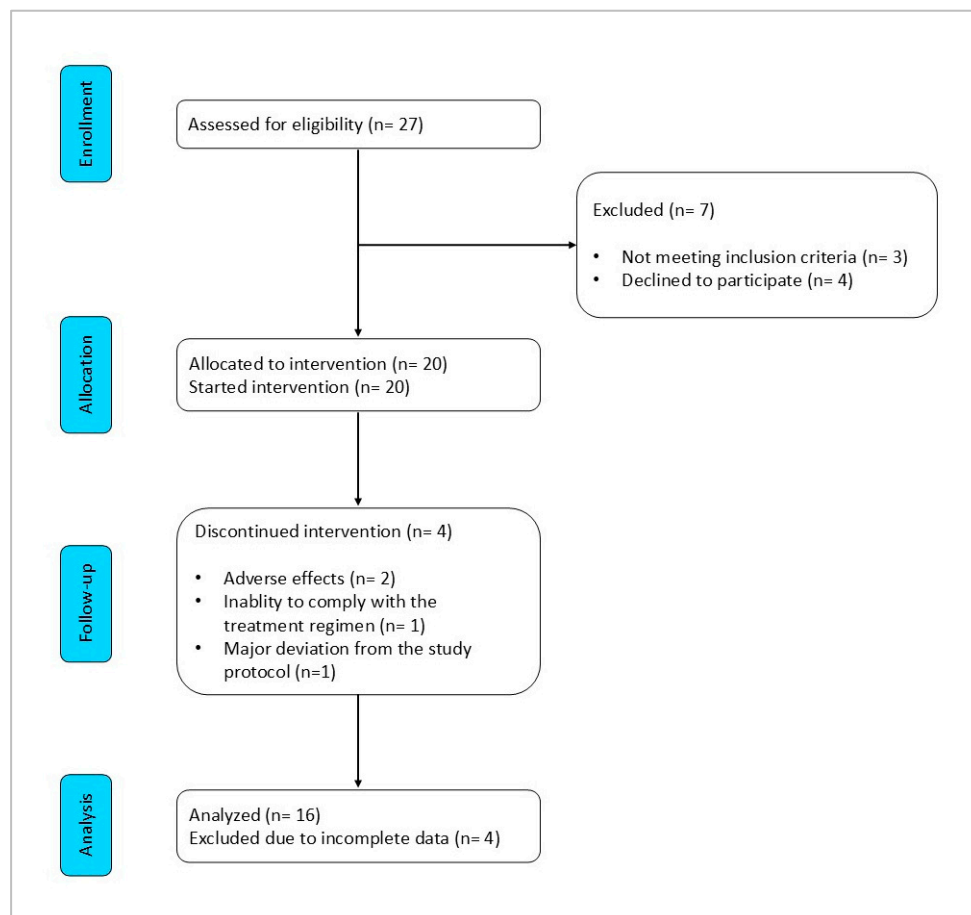 Enrollment
Assessed for eligibility (n= 27)
Excluded (n= 7)
• Not meeting inclusion criteria (n= 3)
• Declined to participate (n= 4)
Allocation
Allocated to intervention (n= 20)
Started intervention (n= 20)
Follow-up
Discontinued intervention (n= 4)
• Adverse effects (n= 2)
• Inablity to comply with the
treatment regimen (n= 1)
• Major deviation from the study
protocol (n=1)
Analysis
Analyzed (n= 16)
Excluded due to incomplete data (n= 4)